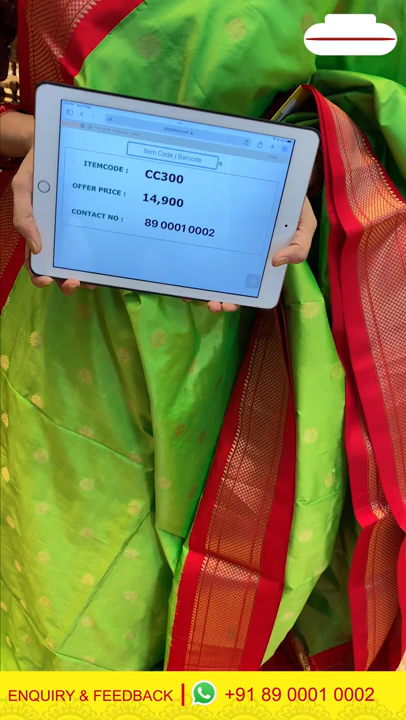 Item Code / Barcode
ITEMCODE : CC300
OFFER PRICE : 14,900
CONTACT NO : 89 0001 0002
ENQUIRY & FEEDBACK | +91 89 0001 0002